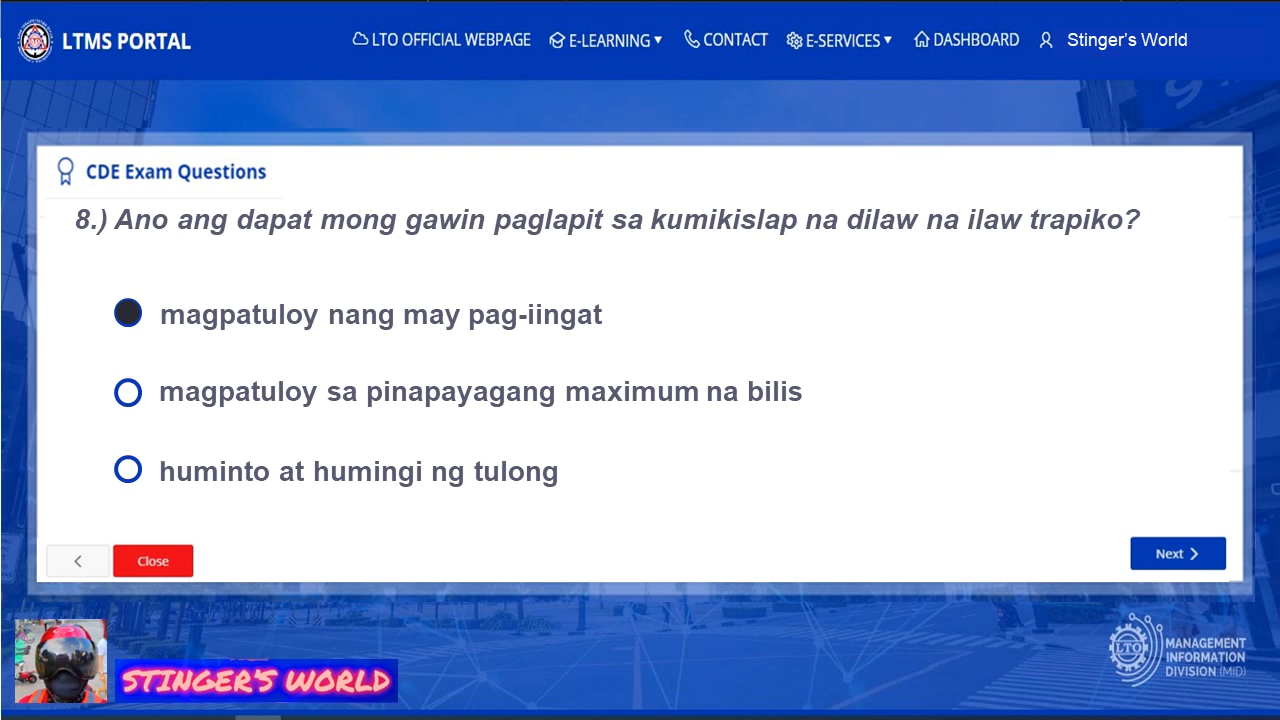 LTMS PORTAL
LTO OFFICIAL WEBPAGE
E-LEARNING
CONTACT
E-SERVICES
DASHBOARD
Stinger's World
CDE Exam Questions
8.) Ano ang dapat mong gawin paglapit sa kumikislap na dilaw na ilaw trapiko?
magpatuloy nang may pag-iingat
magpatuloy sa pinapayagang maximum na bilis
huminto at humingi ng tulong
Close
Next
STINGER'S WORLD
LTO
MANAGEMENT
INFORMATION
DIVISION (MID)